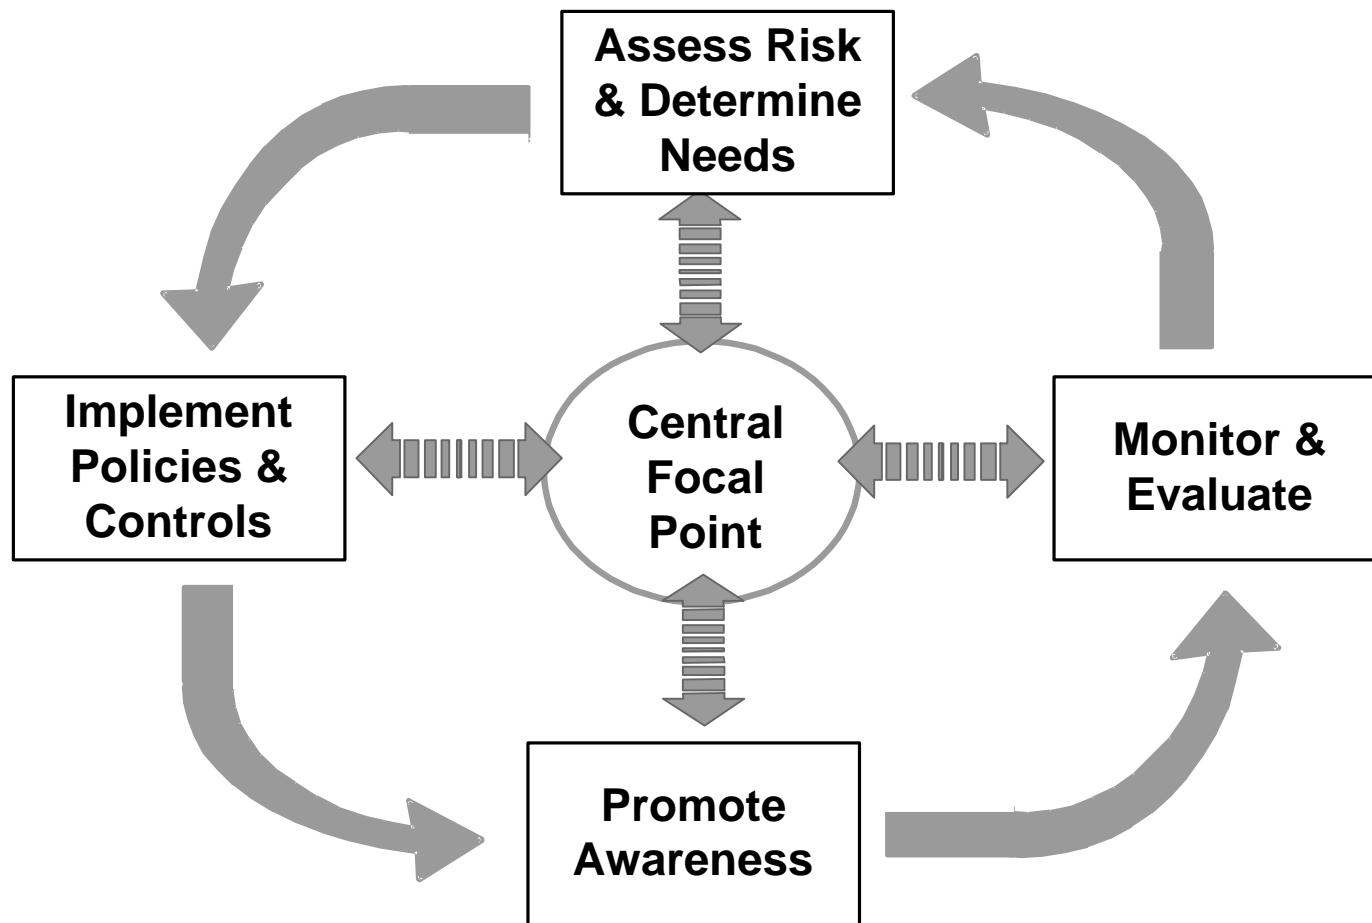 Assess Risk
& Determine
Needs
Implement
Policies &
Controls
Central
Focal
Point
Monitor &
Evaluate
Promote
Awareness